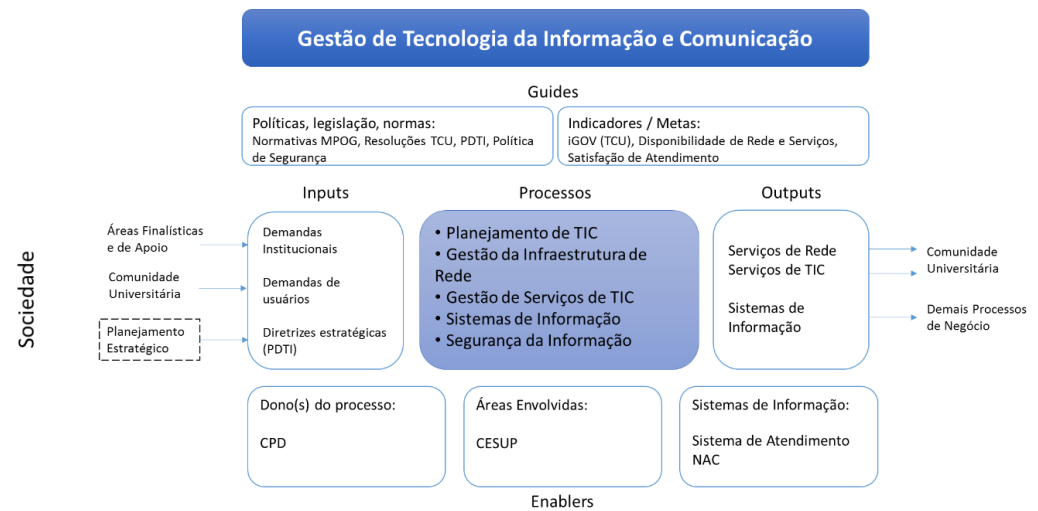 Gestão de Tecnologia da Informação e Comunicação
Guides
Políticas, legislação, normas:
Normativas MPOG, Resoluções TCU, PDTI, Política
de Segurança
Indicadores / Metas:
iGOV (TCU), Disponibilidade de Rede e Serviços,
Satisfação de Atendimento
Inputs
Processos
Outputs
Sociedade
Áreas Finalísticas
e de Apoio
Comunidade
Universitária
Planejamento
Estratégico
Demandas
Institucionais
Demandas de
usuários
Diretrizes estratégicas
(PDTI)
• Planejamento de TIC
• Gestão da Infraestrutura de
Rede
• Gestão de Serviços de TIC
• Sistemas de Informação
• Segurança da Informação
Serviços de Rede
Serviços de TIC
Sistemas de
Informação
Comunidade
Universitária
Demais Processos
de Negócio
Dono(s) do processo:
CPD
Áreas Envolvidas:
CESUP
Sistemas de Informação:
Sistema de Atendimento
NAC
Enablers